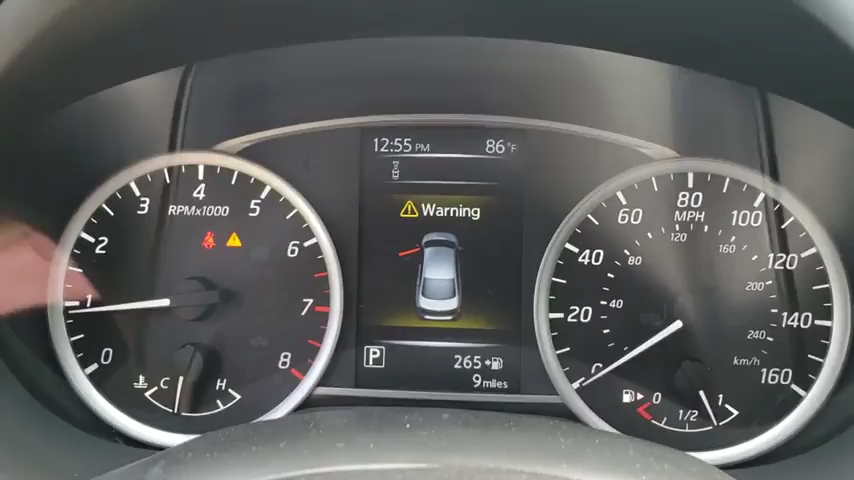 12:55 PM 86°F
Warning
P 265
9 miles
RPMx1000
0 1 2 3 4 5 6 7 8
C H
MPH
0 20 40 60 80 100 120 140 160
40 80 120 160 200 240
km/h
0 1/2 1